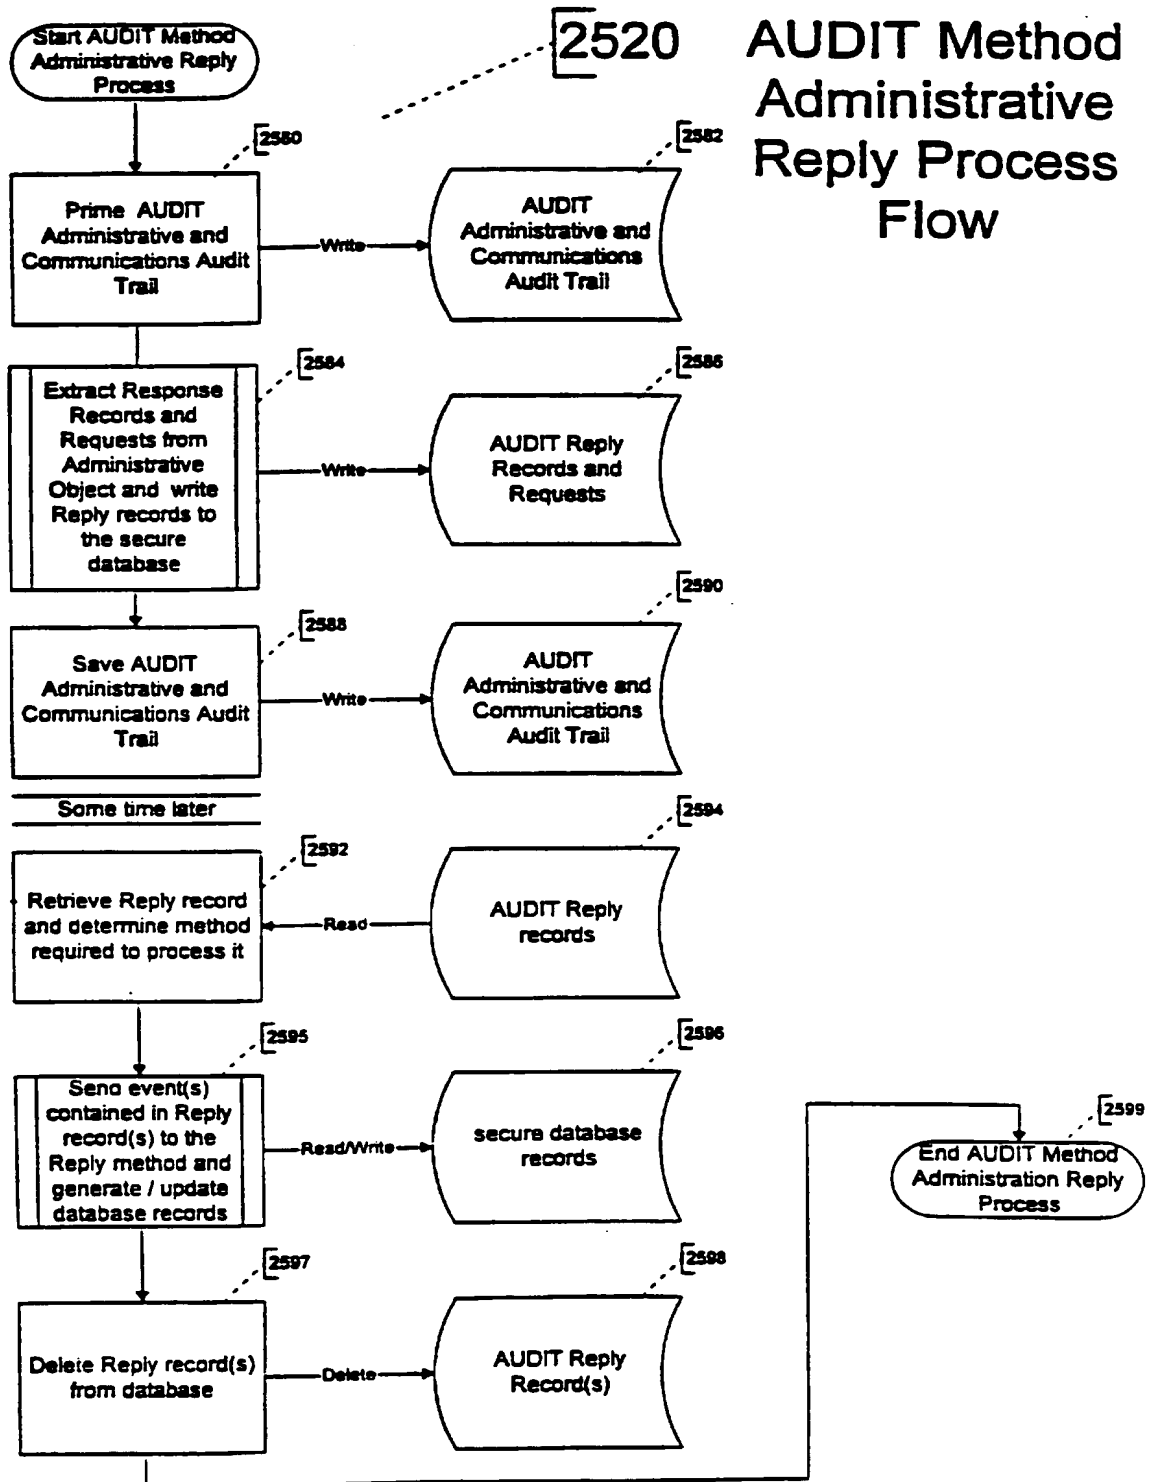 2520
AUDIT Method
Administrative
Reply Process
Flow
Start AUDIT Method
Administrative Reply
Process
2580
Prime AUDIT
Administrative and
Communications Audit
Trail
Write
2582
AUDIT
Administrative and
Communications
Audit Trail
2584
Extract Response
Records and
Requests from
Administrative
Object and write
Reply records to
the secure
database
Write
2586
AUDIT Reply
Records and
Requests
2588
Save AUDIT
Administrative and
Communications Audit
Trail
Write
2590
AUDIT
Administrative and
Communications
Audit Trail
Some time later
2592
Retrieve Reply record
and determine method
required to process it
Read
2594
AUDIT Reply
records
2595
Send event(s)
contained in Reply
record(s) to the
Reply method and
generate / update
database records
Read/Write
2596
secure database
records
2597
Delete Reply record(s)
from database
Delete
2598
AUDIT Reply
Record(s)
2599
End AUDIT Method
Administration Reply
Process